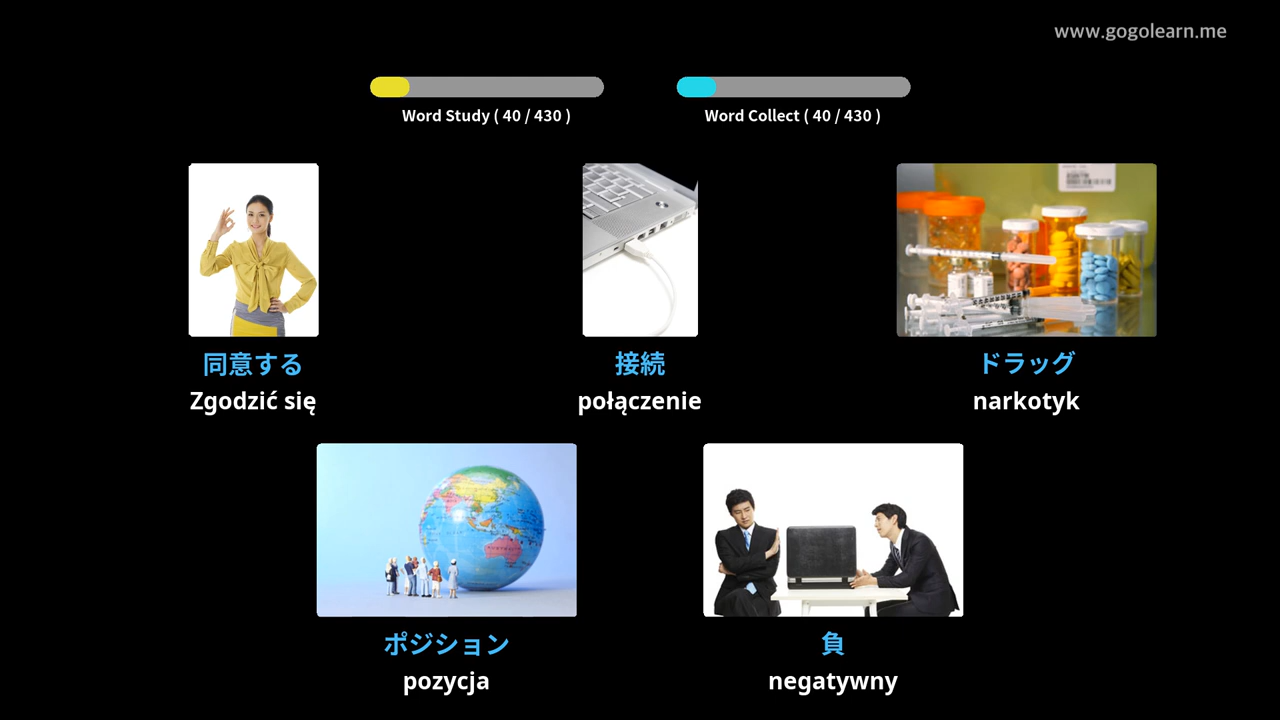 www.gogolearn.me
Word Study ( 40 / 430 )
Word Collect ( 40 / 430 )
同意する
Zgodzić się
接続
połączenie
ドラッグ
narkotyk
ポジション
pozycja
負
negatywny